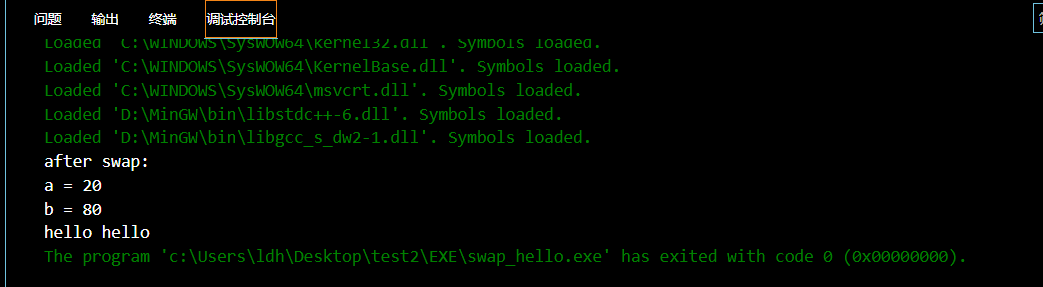 问题 输出 终端 调试控制台
Loaded 'C:\WINDOWS\SysWOW64\kernel32.dll'. Symbols loaded.
Loaded 'C:\WINDOWS\SysWOW64\KernelBase.dll'. Symbols loaded.
Loaded 'C:\WINDOWS\SysWOW64\msvcrt.dll'. Symbols loaded.
Loaded 'D:\MinGW\bin\libstdc++-6.dll'. Symbols loaded.
Loaded 'D:\MinGW\bin\libgcc_s_dw2-1.dll'. Symbols loaded.
after swap:
a = 20
b = 80
hello hello
The program 'c:\Users\ldh\Desktop\test2\EXE\swap_hello.exe' has exited with code 0 (0x00000000).